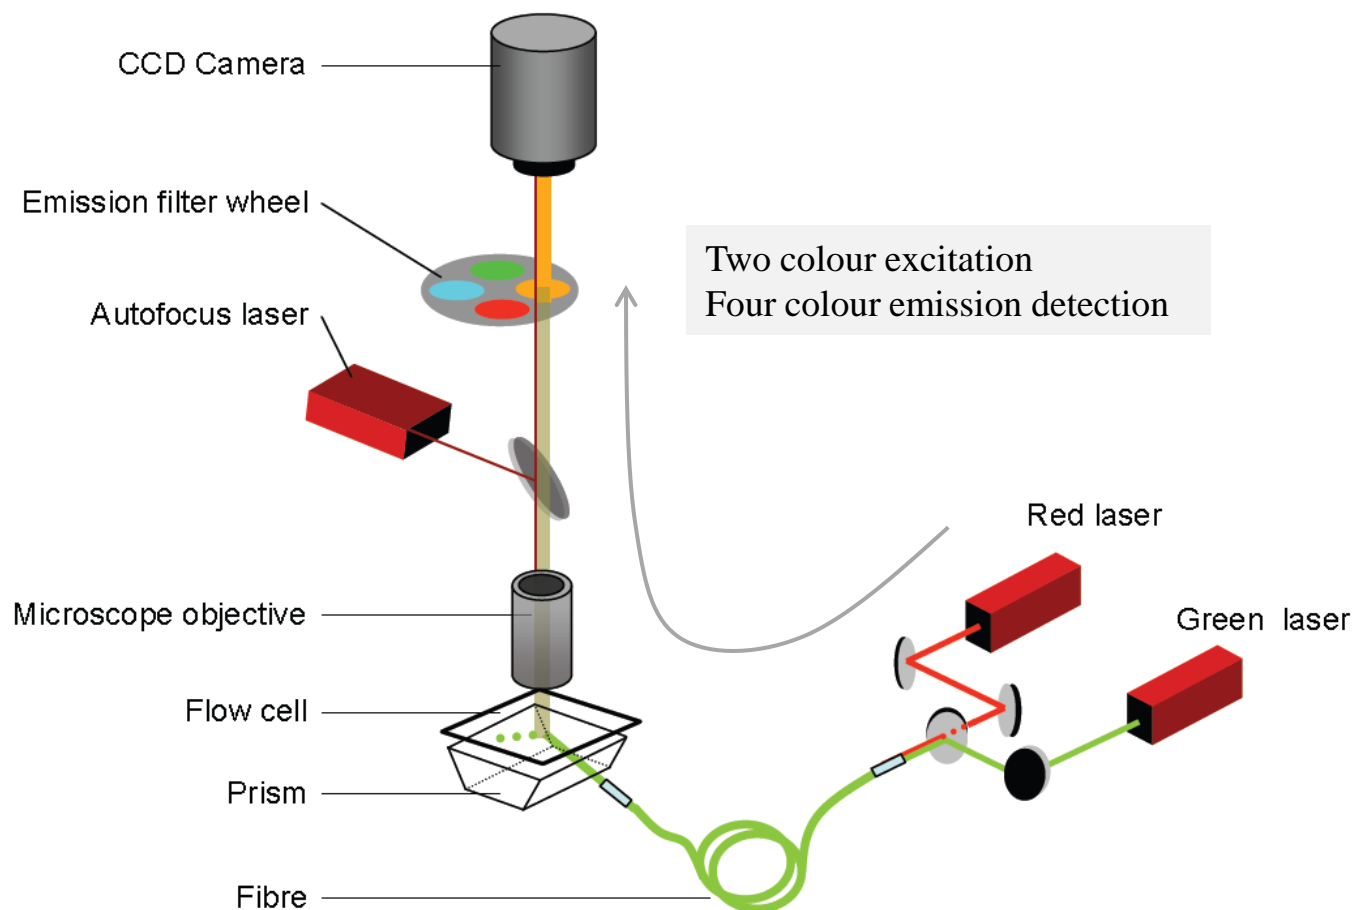 CCD Camera
Emission filter wheel
Two colour excitation
Four colour emission detection
Autofocus laser
Red laser
Microscope objective
Green laser
Flow cell
Prism
Fibre